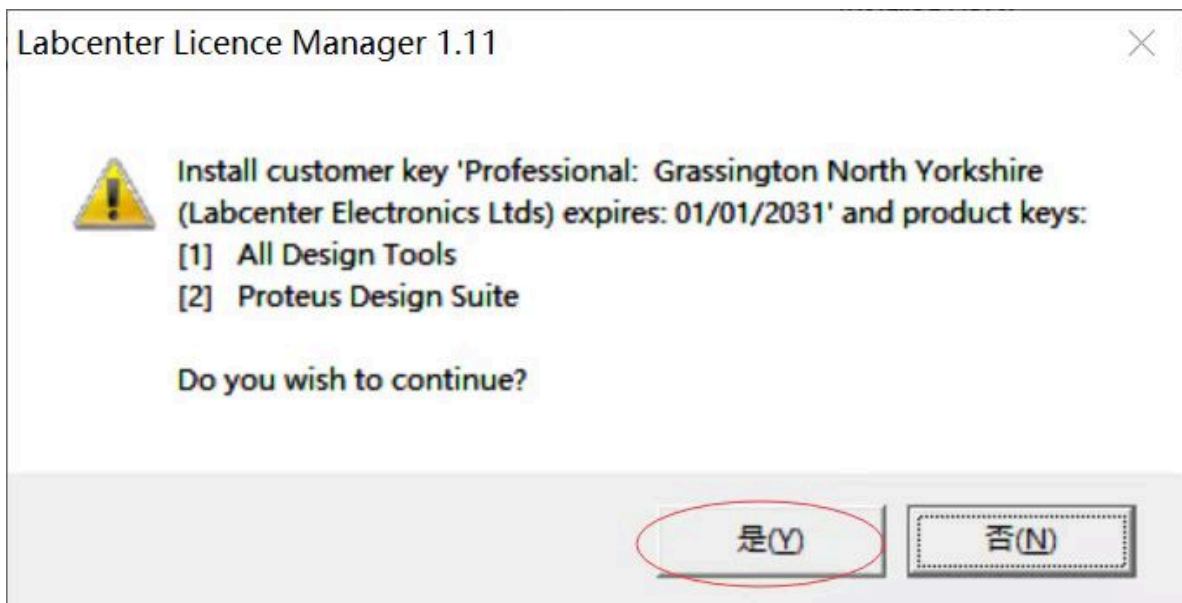 Labcenter Licence Manager 1.11
Install customer key 'Professional:  Grassington North Yorkshire
(Labcenter Electronics Ltds) expires: 01/01/2031' and product keys:
[1]   All Design Tools
[2]   Proteus Design Suite
Do you wish to continue?
是(Y)
否(N)